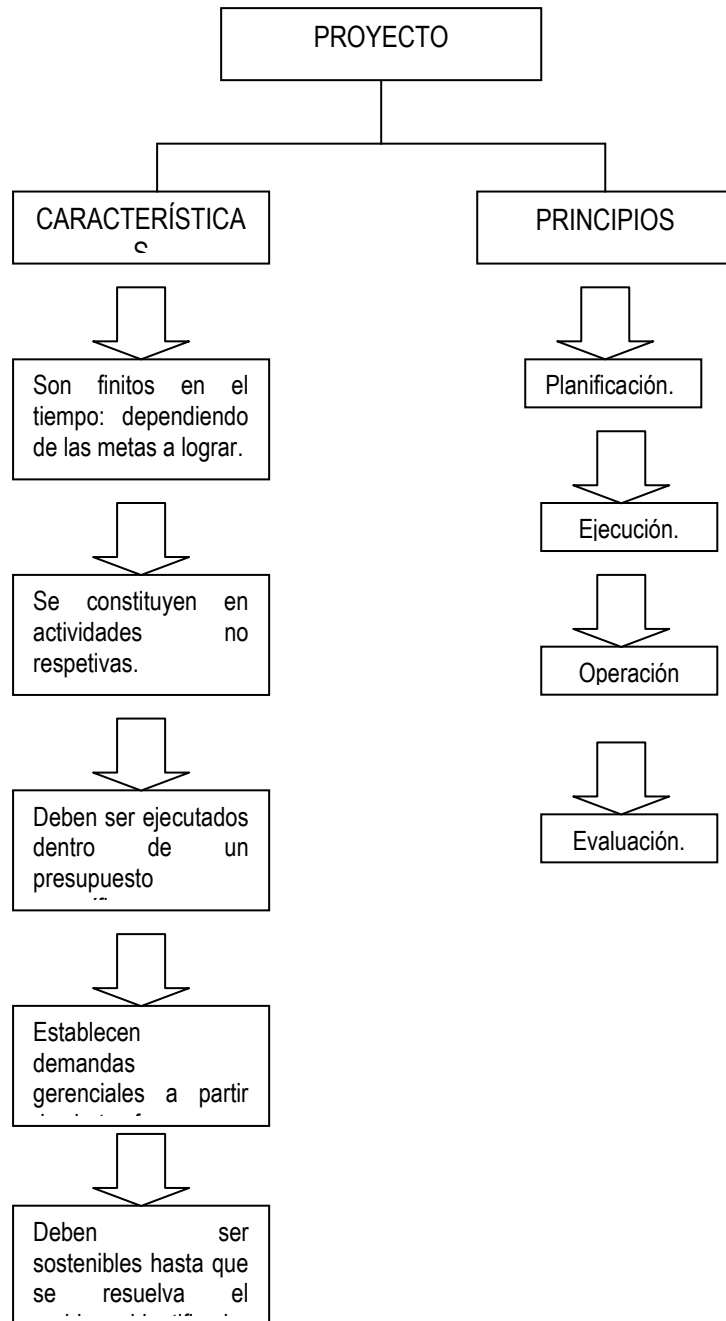 PROYECTO
CARACTERÍSTICA
S
PRINCIPIOS
Son finitos en el
tiempo: dependiendo
de las metas a lograr.
Se constituyen en
actividades no
respetivas.
Deben ser ejecutados
dentro de un
presupuesto
Establecen
demandas
gerenciales a partir
Deben ser
sostenibles hasta que
se resuelva el
Planificación.
Ejecución.
Operación
Evaluación.